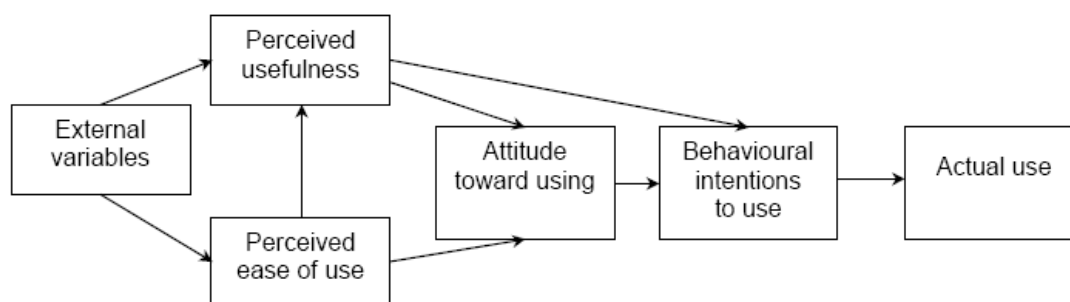 Perceived
usefulness
External
variables
Perceived
ease of use
Attitude
toward using
Behavioural
intentions
to use
Actual use